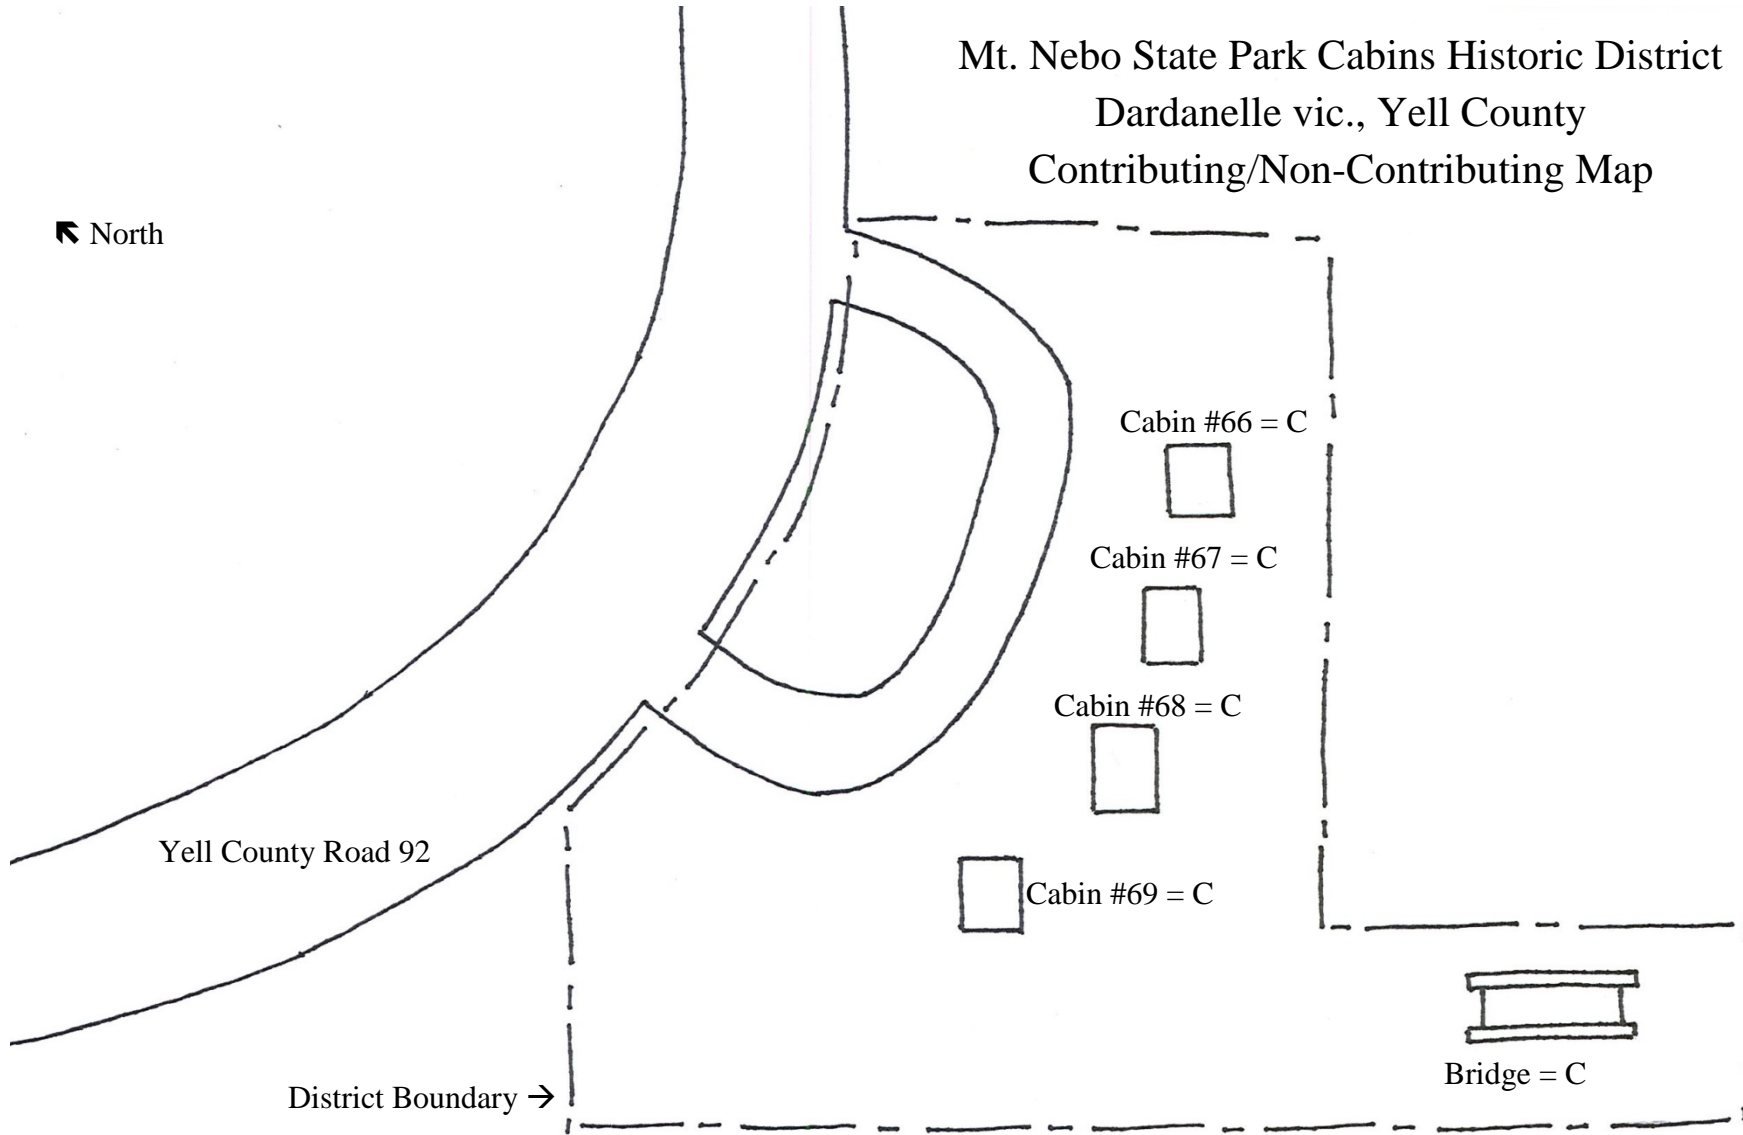 Mt. Nebo State Park Cabins Historic District
Dardanelle vic., Yell County
Contributing/Non-Contributing Map
North
Cabin #66 = C
Cabin #67 = C
Cabin #68 = C
Yell County Road 92
Cabin #69 = C
Bridge = C
District Boundary →